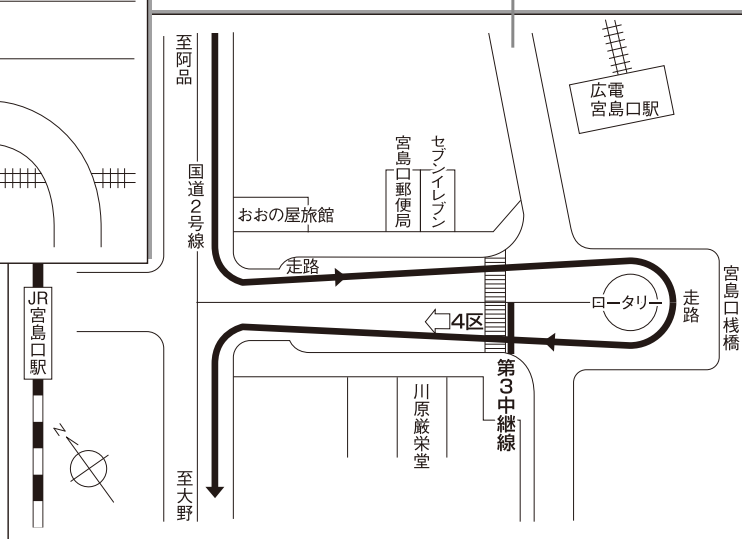 至阿品
国道2号線
おおの屋旅館
宮島口郵便局
セブンイレブン
広電
宮島口駅
走路
ロータリー
走路
宮島口桟橋
4区
第3中継線
川原厳栄堂
JR宮島口駅
N
至大野